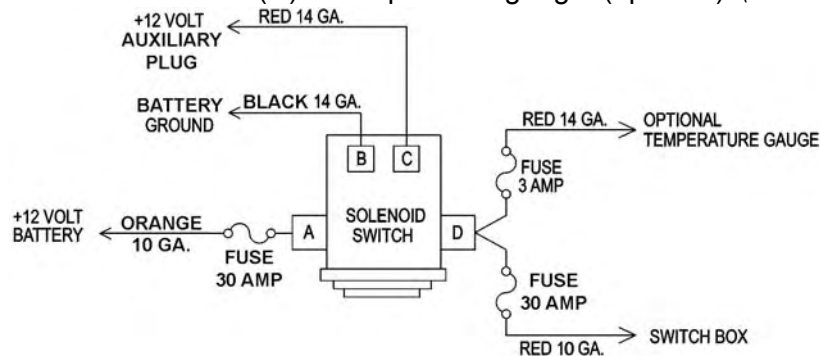 +12 VOLT
AUXILIARY
PLUG
RED 14 GA.
BATTERY
GROUND
BLACK 14 GA.
B
C
RED 14 GA.
OPTIONAL
TEMPERATURE GAUGE
FUSE
3 AMP
+12 VOLT
BATTERY
ORANGE
10 GA.
FUSE
30 AMP
A
SOLENOID
SWITCH
D
FUSE
30 AMP
RED 10 GA.
SWITCH BOX